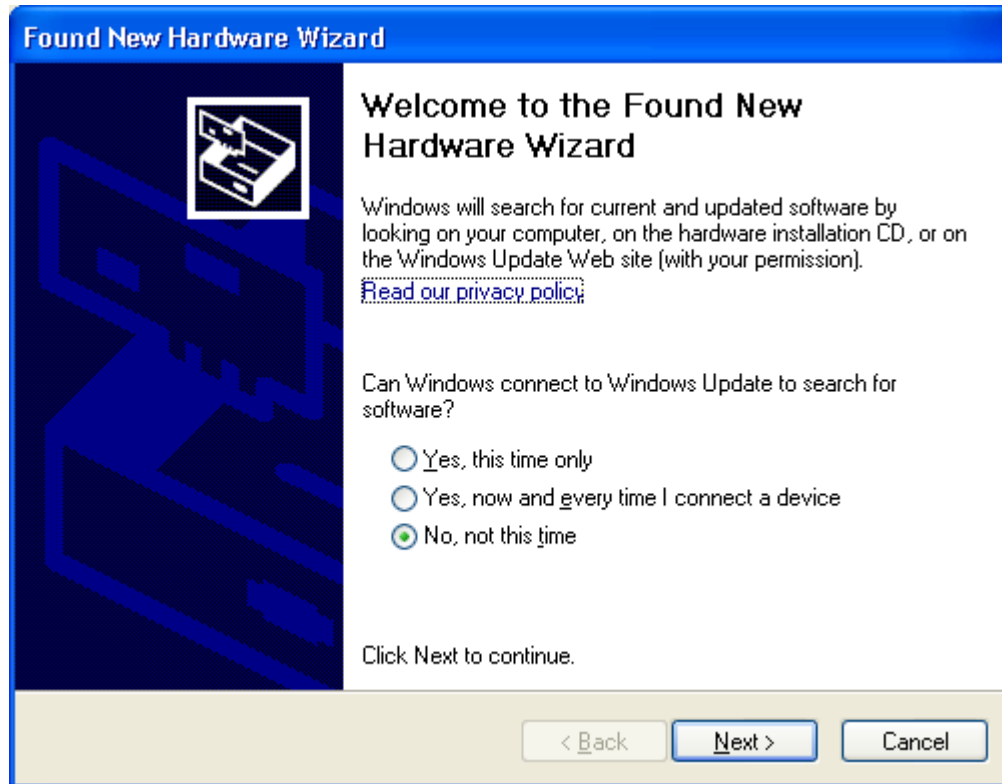 Found New Hardware Wizard
Welcome to the Found New
Hardware Wizard
Windows will search for current and updated software by
looking on your computer, on the hardware installation CD, or on
the Windows Update Web site (with your permission).
Read our privacy policy
Can Windows connect to Windows Update to search for
software?
Yes, this time only
Yes, now and every time I connect a device
No, not this time
Click Next to continue.
< Back Next > Cancel